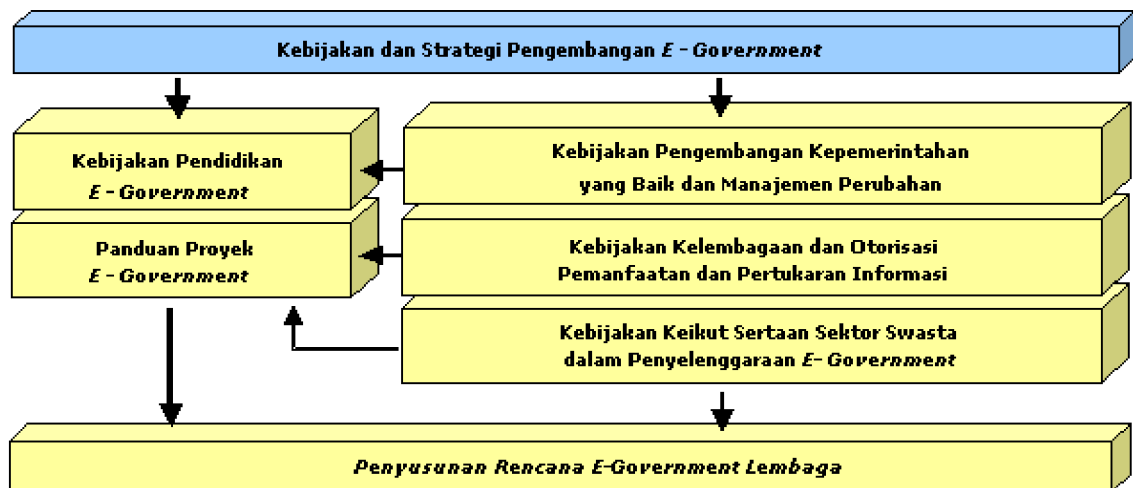 Kebijakan dan Strategi Pengembangan E - Government
Kebijakan Pendidikan
E - Government
Panduan Proyek
E - Government
Kebijakan Pengembangan Kepemerintahan
yang Baik dan Manajemen Perubahan
Kebijakan Kelembagaan dan Otorisasi
Pemanfaatan dan Pertukaran Informasi
Kebijakan Keikut Sertaan Sektor Swasta
dalam Penyelenggaraan E- Government
Penyusunan Rencana E-Government Lembaga